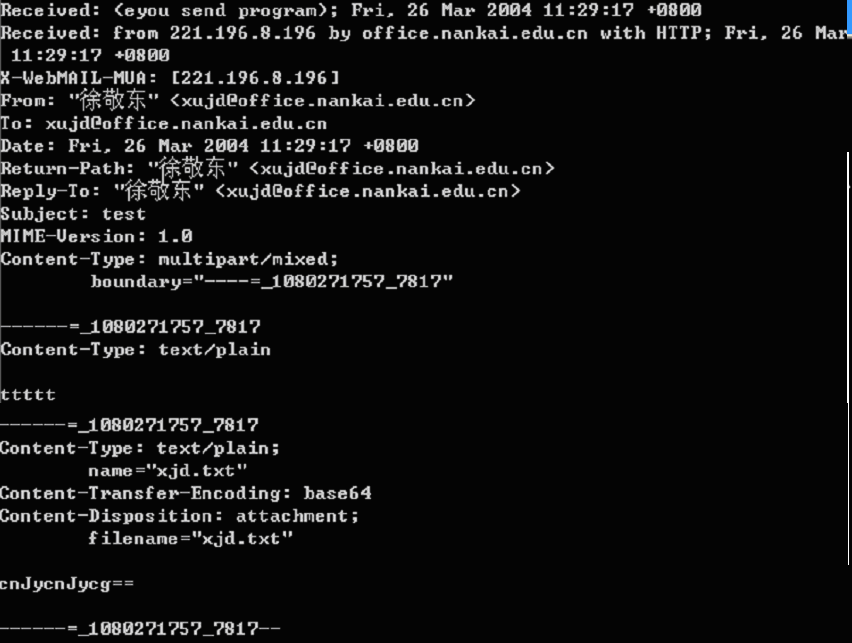 Received: (eyou send program); Fri, 26 Mar 2004 11:29:17 +0800
Received: from 221.196.8.196 by office.nankai.edu.cn with HTTP; Fri, 26 Mar
 11:29:17 +0800
X-WebMAIL-MUA: [221.196.8.196]
From: "徐敬东" <xujd@office.nankai.edu.cn>
To: xujd@office.nankai.edu.cn
Date: Fri, 26 Mar 2004 11:29:17 +0800
Return-Path: "徐敬东" <xujd@office.nankai.edu.cn>
Reply-To: "徐敬东" <xujd@office.nankai.edu.cn>
Subject: test
MIME-Version: 1.0
Content-Type: multipart/mixed;
        boundary="----=_1080271757_7817"

------=_1080271757_7817
Content-Type: text/plain

ttttt
------=_1080271757_7817
Content-Type: text/plain;
        name="xjd.txt"
Content-Transfer-Encoding: base64
Content-Disposition: attachment;
        filename="xjd.txt"

cnJycnJycg==

------=_1080271757_7817--